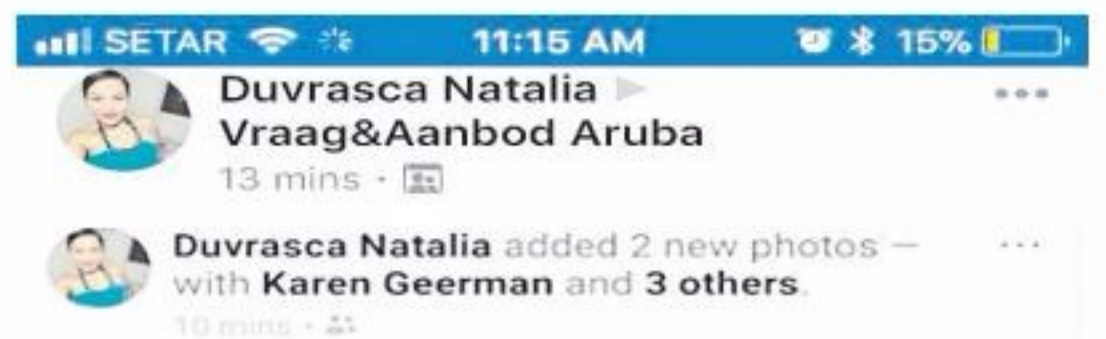 SETAR 11:15 AM 15%
Duvrasca Natalia
Vraag&Aanbod Aruba
13 mins ·
Duvrasca Natalia added 2 new photos —
with Karen Geerman and 3 others.
10 mins ·